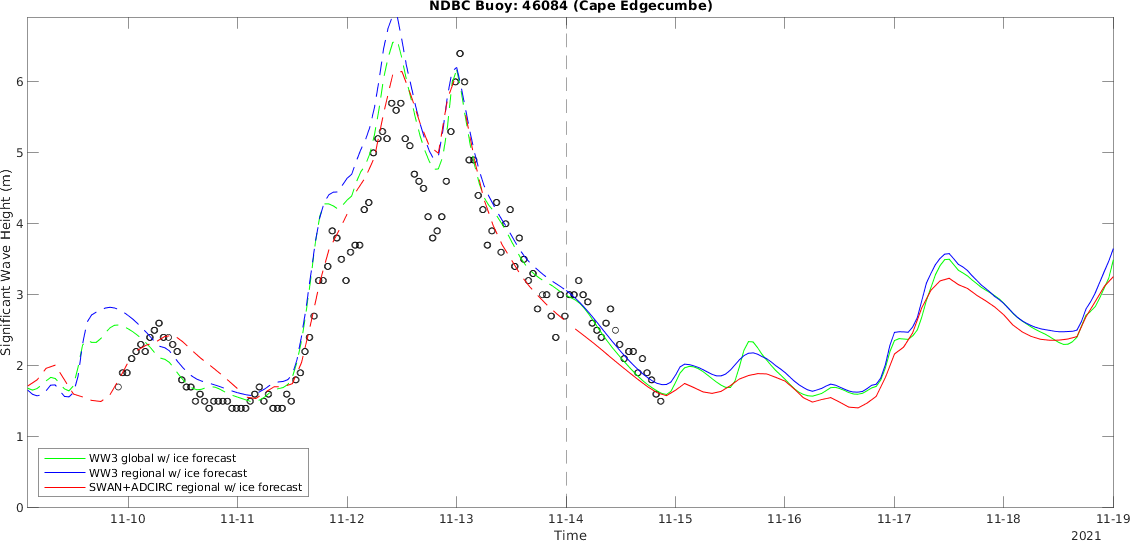 NDBC Buoy: 46084 (Cape Edgecumbe)
Significant Wave Height (m)
6
5
4
3
2
1
0
WW3 global w/ ice forecast
WW3 regional w/ ice forecast
SWAN+ADCIRC regional w/ ice forecast
11-10 11-11 11-12 11-13 11-14 11-15 11-16 11-17 11-18 11-19
Time
2021